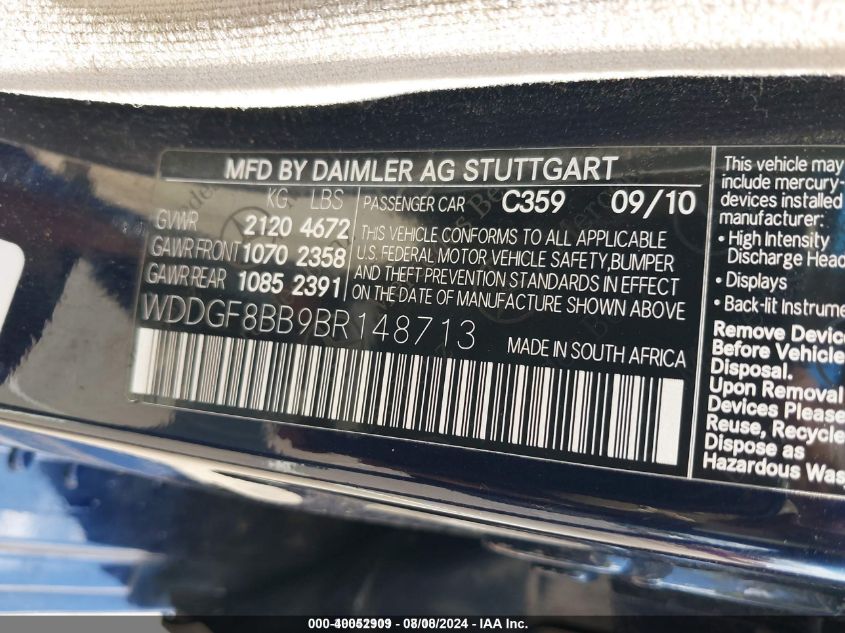 MFD BY DAIMLER AG STUTTGART
KG LBS
GVWR 2120 4672
GAWR FRONT 1070 2358
GAWR REAR 1085 2391
PASSENGER CAR C359 09/10
THIS VEHICLE CONFORMS TO ALL APPLICABLE
U.S. FEDERAL MOTOR VEHICLE SAFETY, BUMPER
AND THEFT PREVENTION STANDARDS IN EFFECT
ON THE DATE OF MANUFACTURE SHOWN ABOVE
WDDGF8BB9BR148713
MADE IN SOUTH AFRICA
This vehicle may
include mercury-
devices installed
manufacturer:
• High Intensity
Discharge Head
• Displays
• Back-lit Instrume
Remove Device
Before Vehicle
Disposal.
Upon Removal
Devices Please
Reuse, Recycle
Dispose as
Hazardous Was
2024 - IAA Inc.